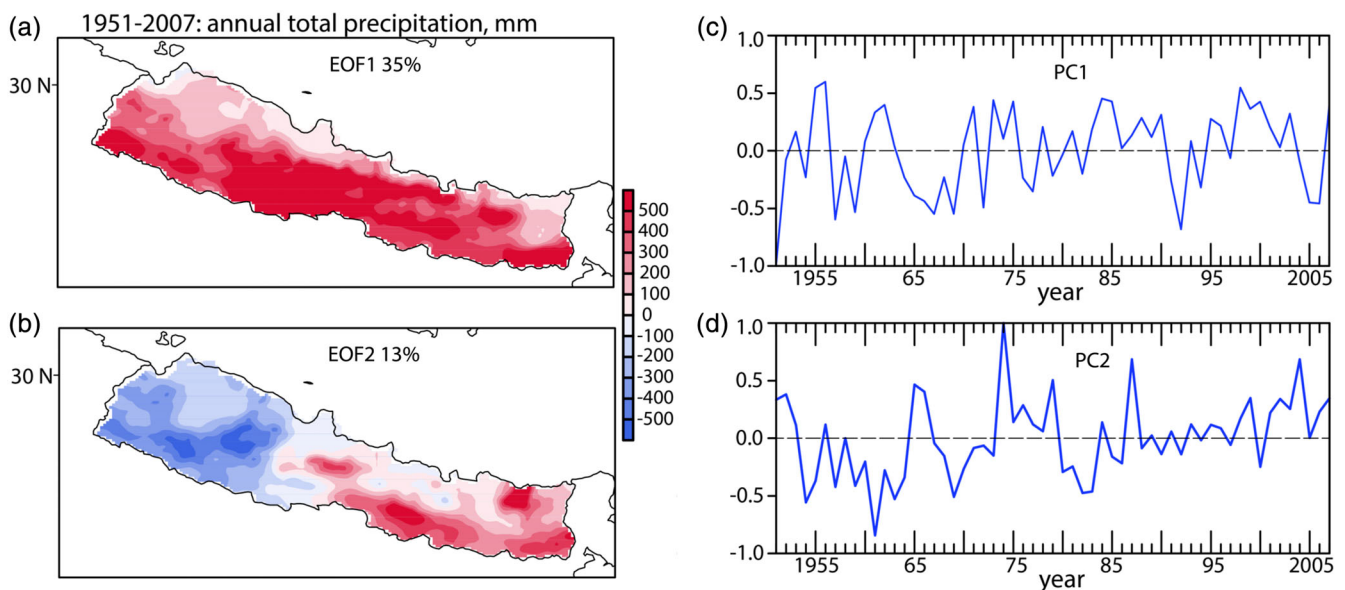 (a) 1951-2007: annual total precipitation, mm
EOF1 35%
30 N
500
400
300
200
100
0
-100
-200
-300
-400
-500
(b)
EOF2 13%
30 N
(c)
PC1
1.0
0.5
0.0
-0.5
-1.0
1955 65 75 85 95 2005
year
(d)
PC2
1.0
0.5
0.0
-0.5
-1.0
1955 65 75 85 95 2005
year